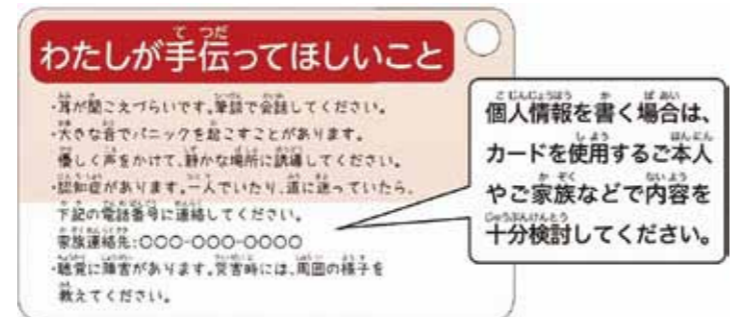 わたしが手伝ってほしいこと
・耳が聞こえづらいです。筆談で会話してください。
・大きな音でパニックを起こすことがあります。
優しく声をかけて、静かな場所に誘導してください。
・認知症があります。一人でいたり、道に迷っていたら、
下記の電話番号に連絡してください。
家族連絡先:○○○-○○○-○○○○
・聴覚に障害があります。災害時には、周囲の様子を
教えてください。
個人情報を書く場合は、
カードを使用するご本人
やご家族などで内容を
十分検討してください。